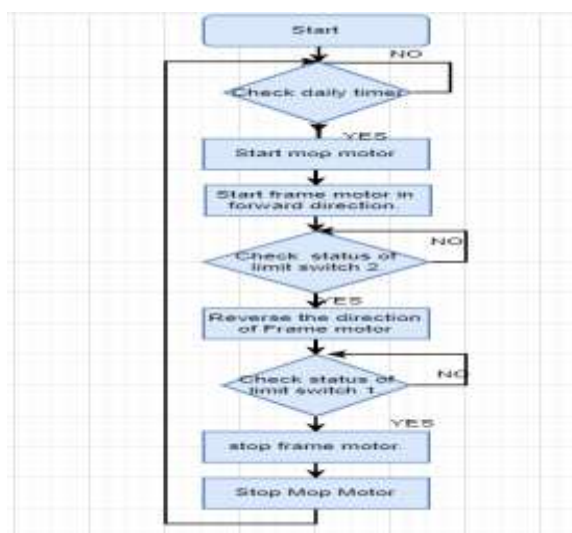 Start
NO
Check daily timer
YES
Start mop motor
Start frame motor in
forward direction
NO
Check status of
limit switch 2
YES
Reverse the direction
of Frame motor
NO
Check status of
limit switch 1
YES
stop frame motor
Stop Mop Motor